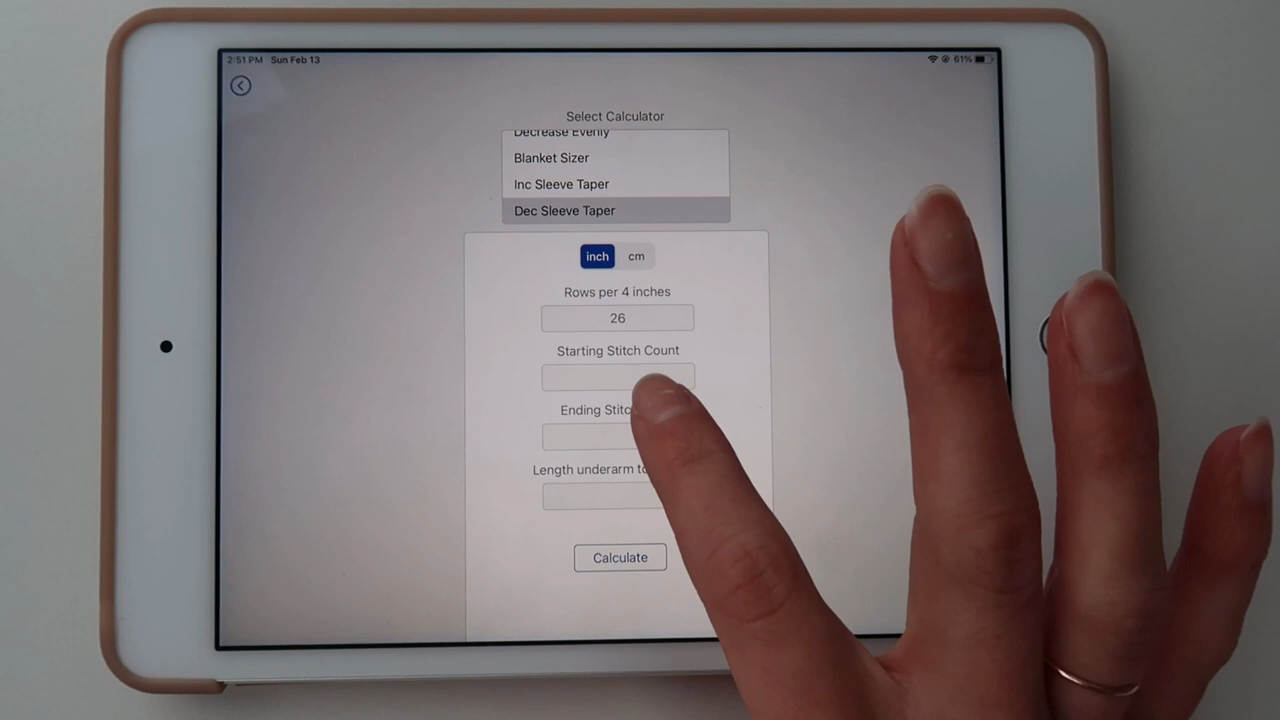 2:51 PM Sun Feb 13
61%
Select Calculator
Decrease Evenly
Blanket Sizer
Inc Sleeve Taper
Dec Sleeve Taper
inch cm
Rows per 4 inches
26
Starting Stitch Count
Ending
Length underarm
Calculate